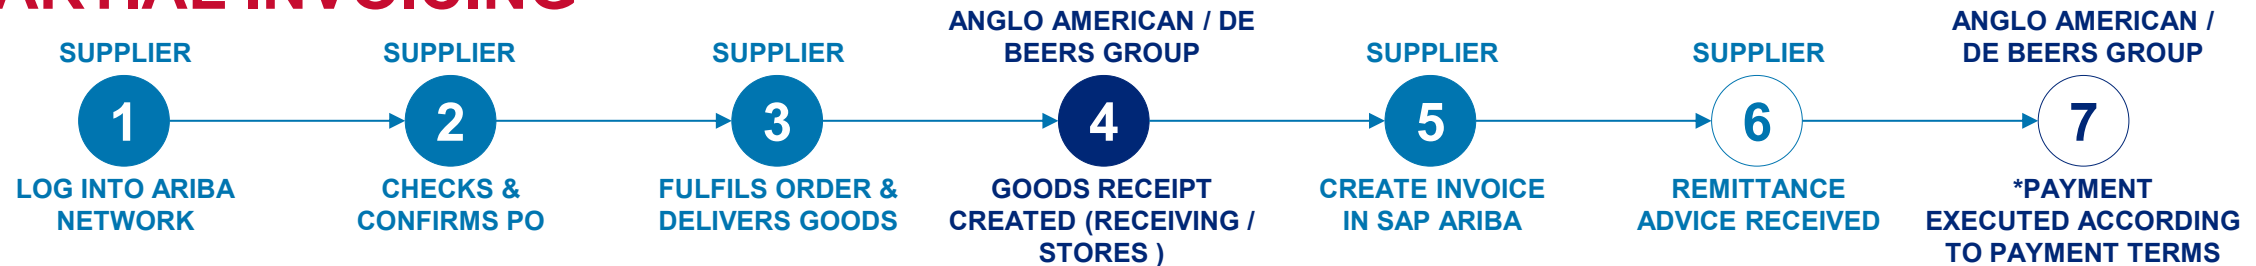 ARTIAL INVOICING
SUPPLIER
1
LOG INTO ARIBA
NETWORK
SUPPLIER
2
CHECKS &
CONFIRMS PO
SUPPLIER
3
FULFILS ORDER &
DELIVERS GOODS
ANGLO AMERICAN / DE
BEERS GROUP
4
GOODS RECEIPT
CREATED (RECEIVING /
STORES )
SUPPLIER
5
CREATE INVOICE
IN SAP ARIBA
SUPPLIER
6
REMITTANCE
ADVICE RECEIVED
ANGLO AMERICAN /
DE BEERS GROUP
7
*PAYMENT
EXECUTED ACCORDING
TO PAYMENT TERMS